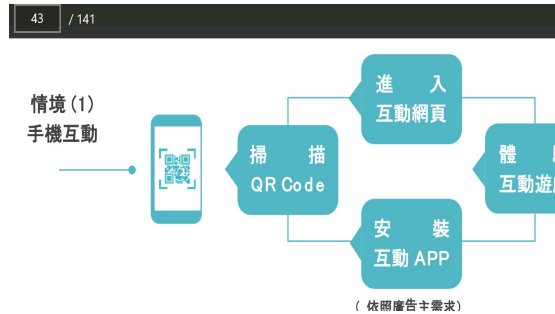 43 / 141
情境(1)
手機互動
掃 描
QR Code
進 入
互動網頁
安 裝
互動 APP
(依照廣告主需求)
體
互動遊